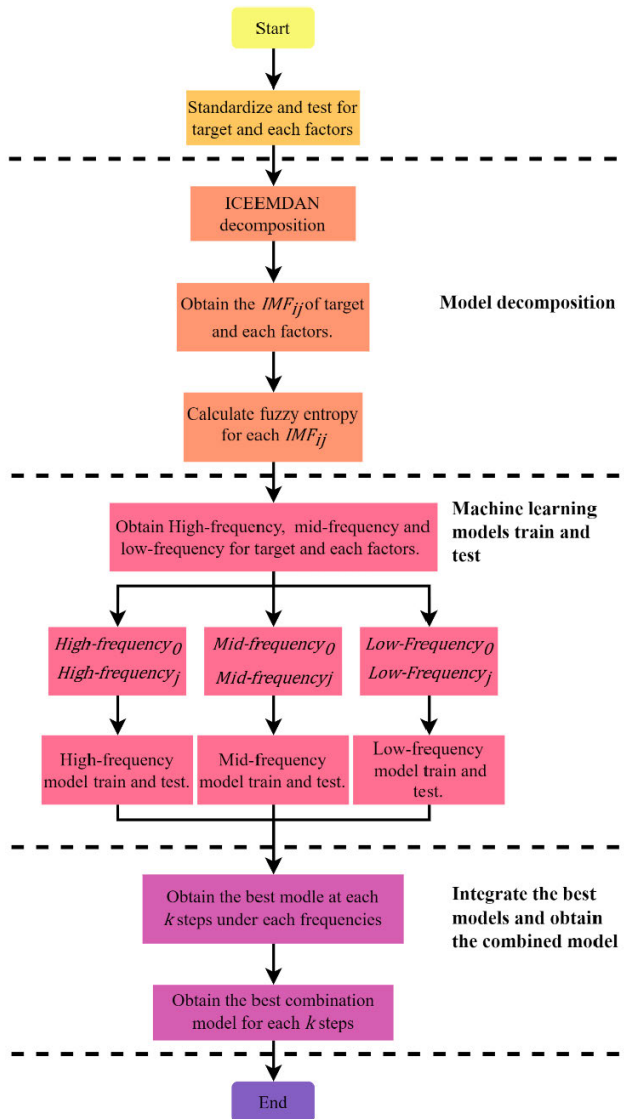 Start
Standardize and test for
target and each factors
ICEEMDAN
decomposition
Obtain the IMFij of target
and each factors.
Model decomposition
Calculate fuzzy entropy
for each IMFij
Machine learning
models train and
test
Obtain High-frequency, mid-frequency and
low-frequency for target and each factors.
High-frequency0
High-frequencyj
Mid-frequency0
Mid-frequencyj
Low-Frequency0
Low-Frequencyj
High-frequency
model train and test.
Mid-frequency
model train and test.
Low-frequency
model train and
test.
Obtain the best modle at each
k steps under each frequencies
Integrate the best
models and obtain
the combined model
Obtain the best combination
model for each k steps
End